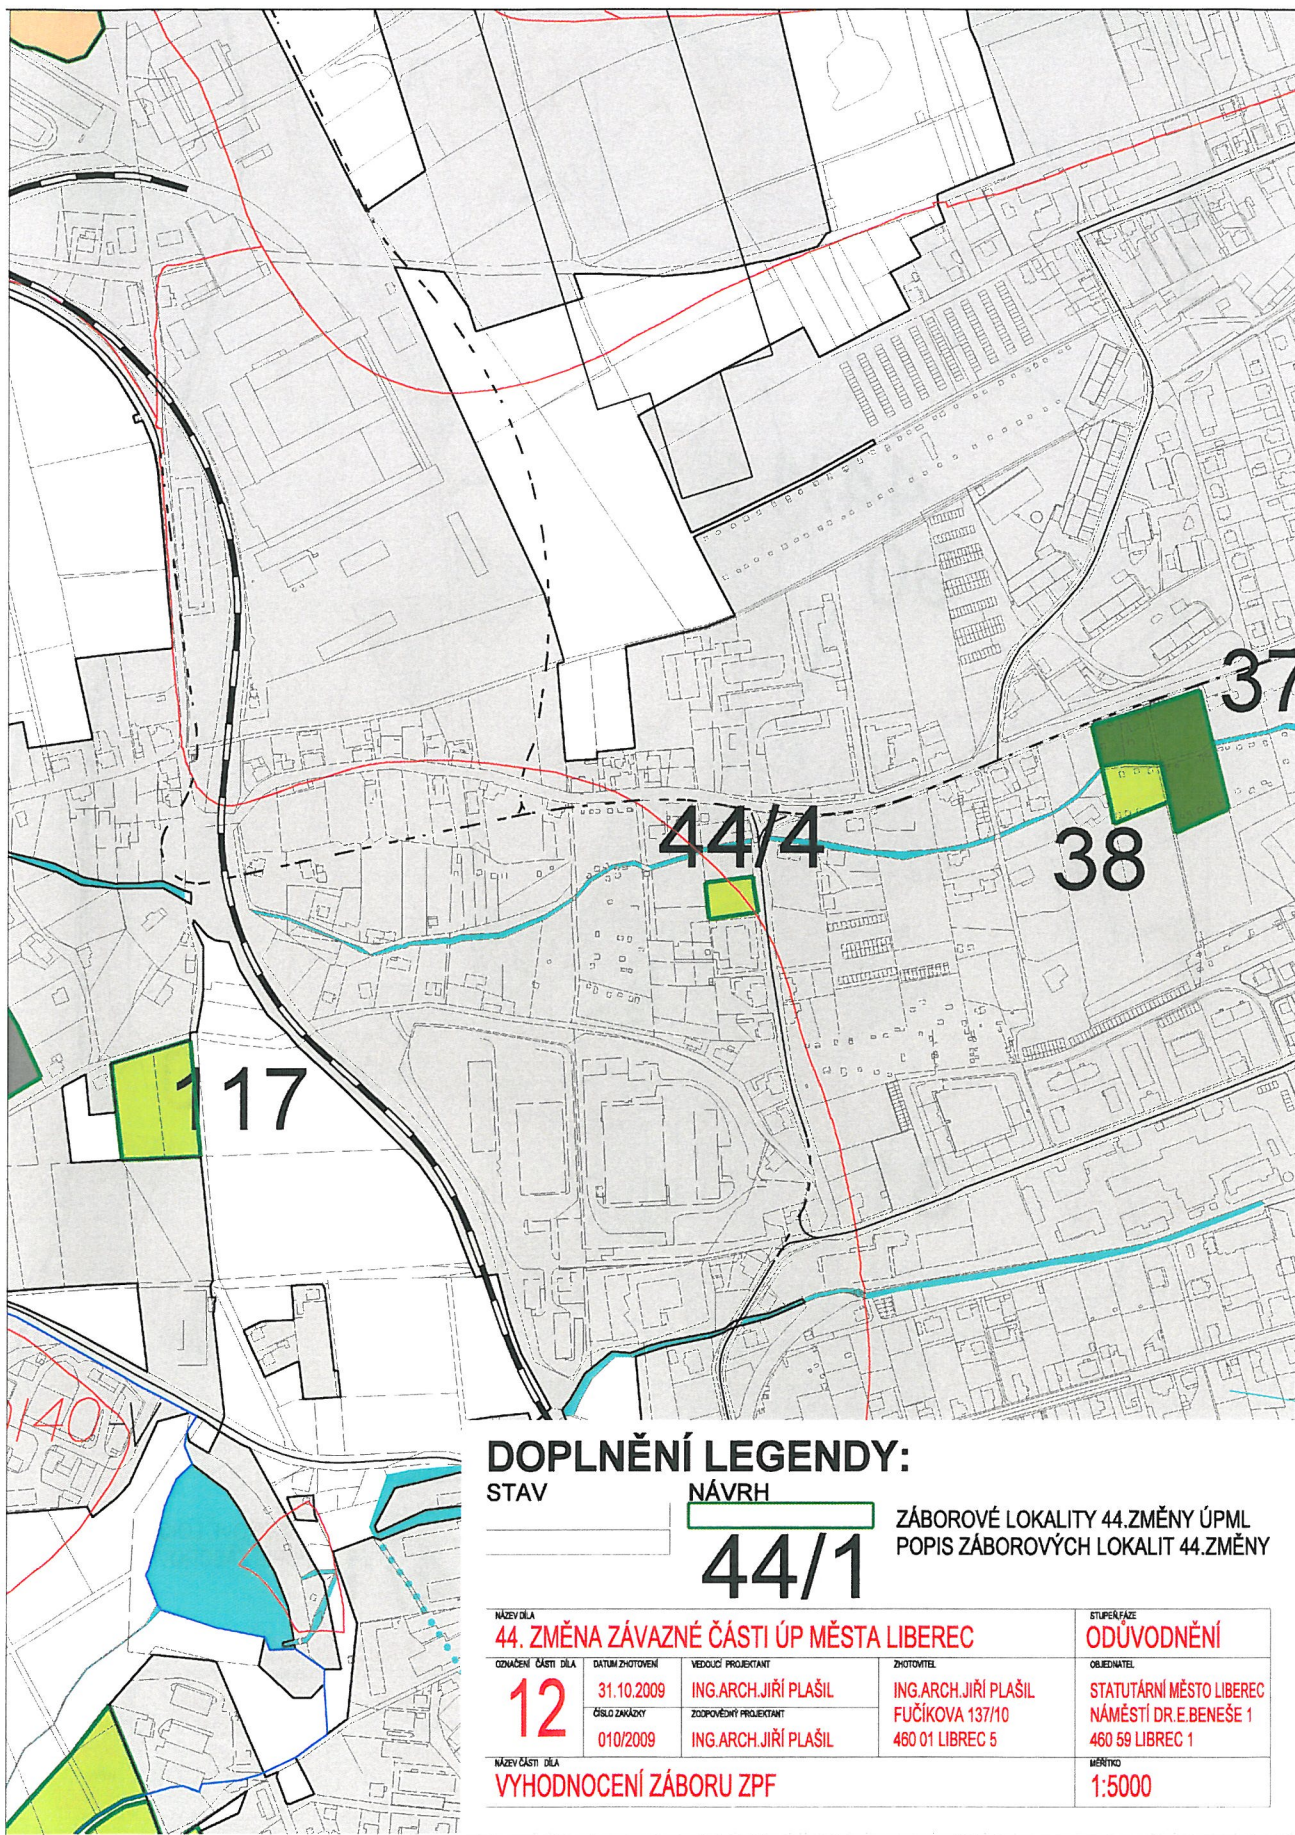 37
44/4
38
117
0/40
DOPLNĚNÍ LEGENDY:
STAV NÁVRH
ZÁBOROVÉ LOKALITY 44.ZMĚNY ÚPML
44/1 POPIS ZÁBOROVÝCH LOKALIT 44.ZMĚNY
NÁZEV DÍLA
44. ZMĚNA ZÁVAZNÉ ČÁSTI ÚP MĚSTA LIBEREC
STUPEŇ,FÁZE
ODŮVODNĚNÍ
OZNAČENÍ ČÁSTI DÍLA
12
DATUM ZHOTOVENÍ
31.10.2009
ČÍSLO ZAKÁZKY
010/2009
VEDOUCÍ PROJEKTANT
ING.ARCH.JIŘÍ PLAŠIL
ZODPOVĚDNÝ PROJEKTANT
ING.ARCH.JIŘÍ PLAŠIL
ZHOTOVITEL
ING.ARCH.JIŘÍ PLAŠIL
FUČÍKOVA 137/10
460 01 LIBREC 5
OBJEDNATEL
STATUTÁRNÍ MĚSTO LIBEREC
NÁMĚSTÍ DR.E.BENEŠE 1
460 59 LIBREC 1
NÁZEV ČÁSTI DÍLA
VYHODNOCENÍ ZÁBORU ZPF
MĚŘÍTKO
1:5000